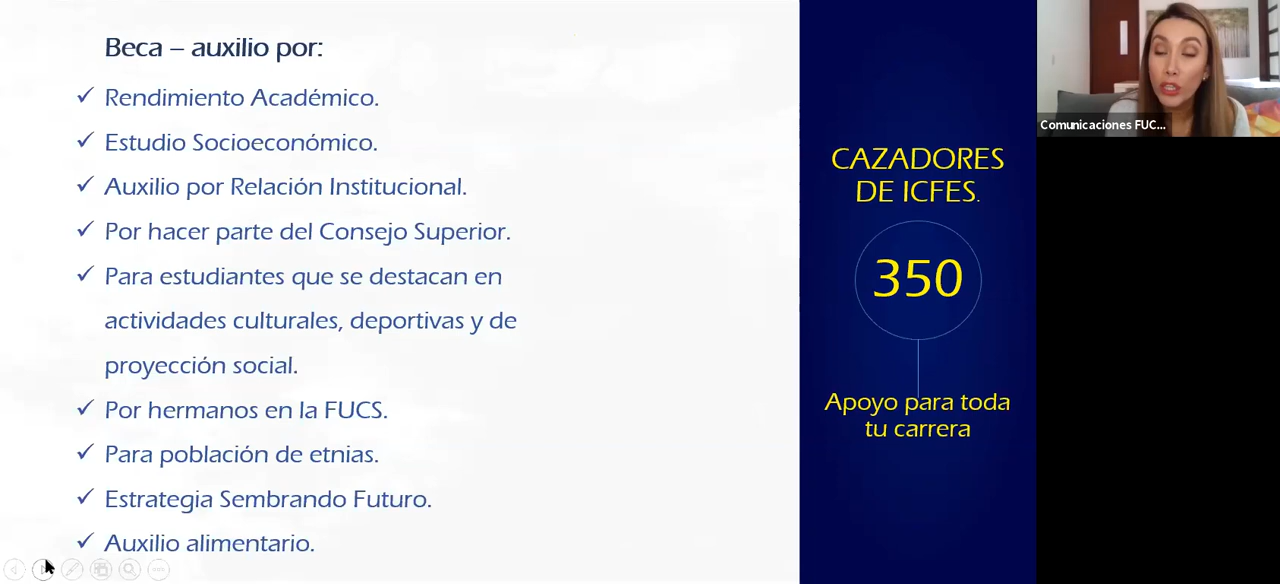 Beca – auxilio por:
✓ Rendimiento Académico.
✓ Estudio Socioeconómico.
✓ Auxilio por Relación Institucional.
✓ Por hacer parte del Consejo Superior.
✓ Para estudiantes que se destacan en
actividades culturales, deportivas y de
proyección social.
✓ Por hermanos en la FUCS.
✓ Para población de etnias.
✓ Estrategia Sembrando Futuro.
✓ Auxilio alimentario.
CAZADORES
DE ICFES.
350
Apoyo para toda
tu carrera
Comunicaciones FUC...